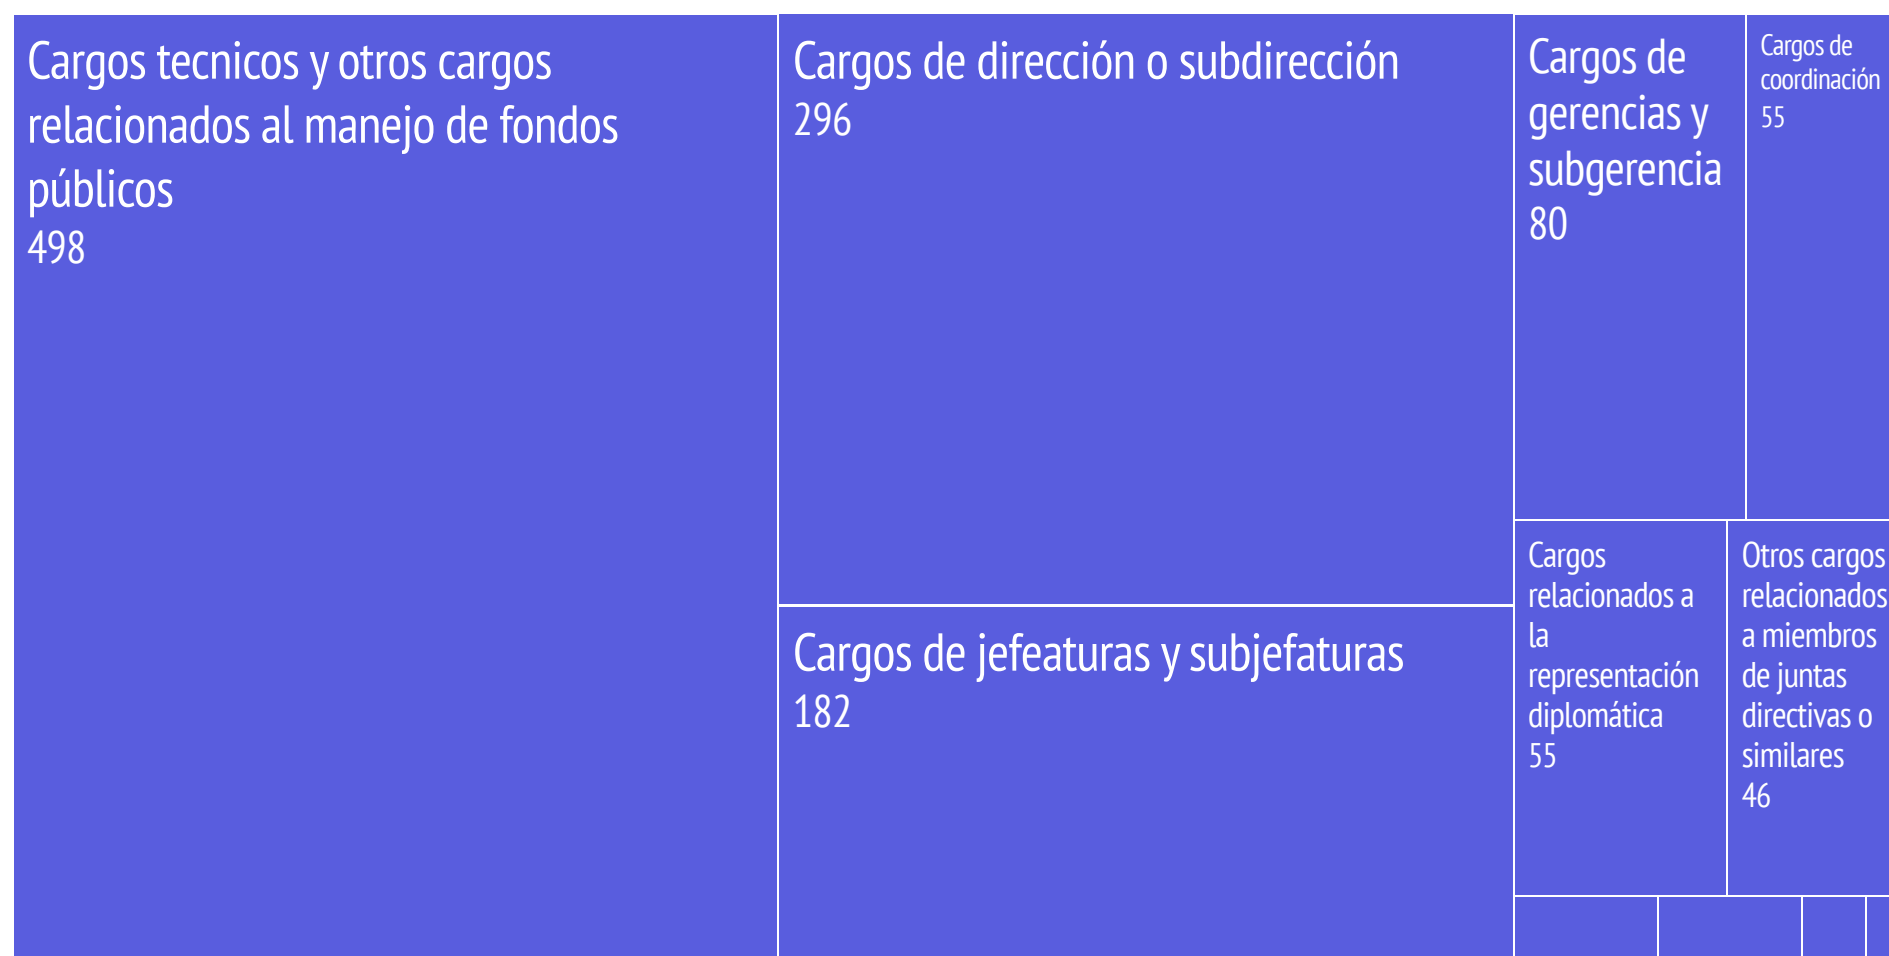 Cargos tecnicos y otros cargos
relacionados al manejo de fondos
públicos
498
Cargos de dirección o subdirección
296
Cargos de jefeaturas y subjefaturas
182
Cargos de
gerencias y
subgerencia
80
Cargos de
coordinación
55
Cargos
relacionados a
la
representación
diplomática
55
Otros cargos
relacionados
a miembros
de juntas
directivas o
similares
46